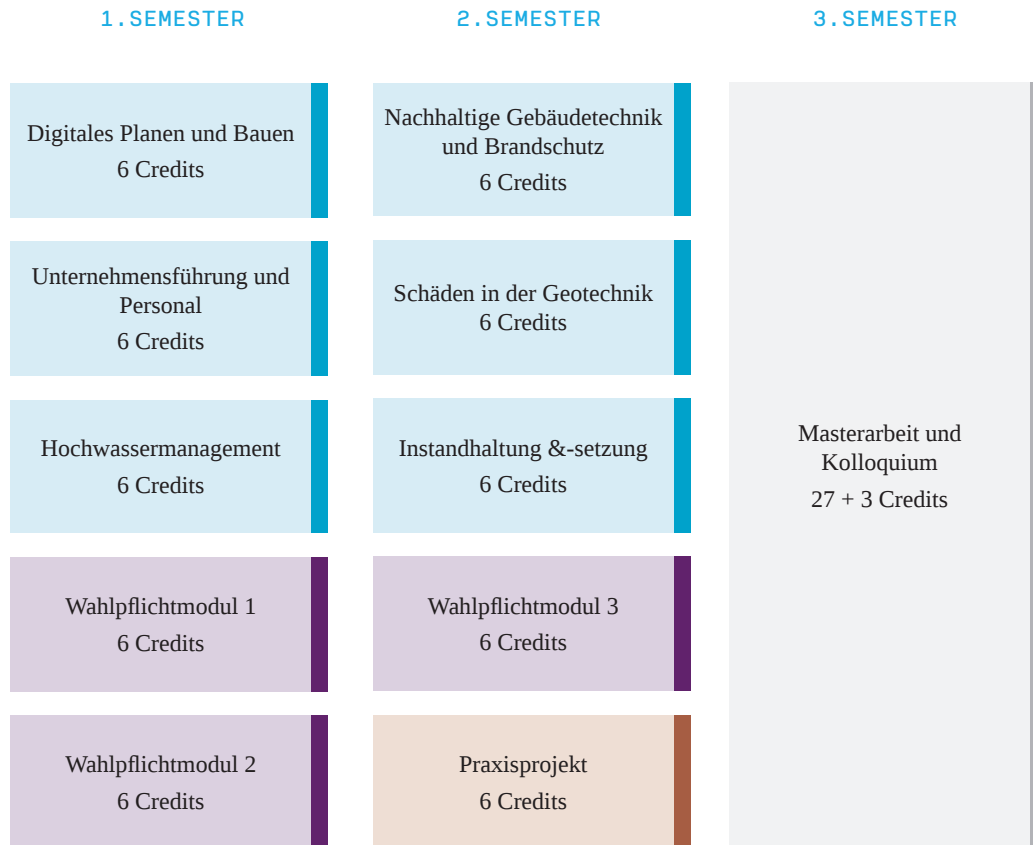 1.SEMESTER
2.SEMESTER
3.SEMESTER
Digitales Planen und Bauen
6 Credits
Unternehmensführung und
Personal
6 Credits
Hochwassermanagement
6 Credits
Wahlpflichtmodul 1
6 Credits
Wahlpflichtmodul 2
6 Credits
Nachhaltige Gebäudetechnik
und Brandschutz
6 Credits
Schäden in der Geotechnik
6 Credits
Instandhaltung &-setzung
6 Credits
Wahlpflichtmodul 3
6 Credits
Praxisprojekt
6 Credits
Masterarbeit und
Kolloquium
27 + 3 Credits